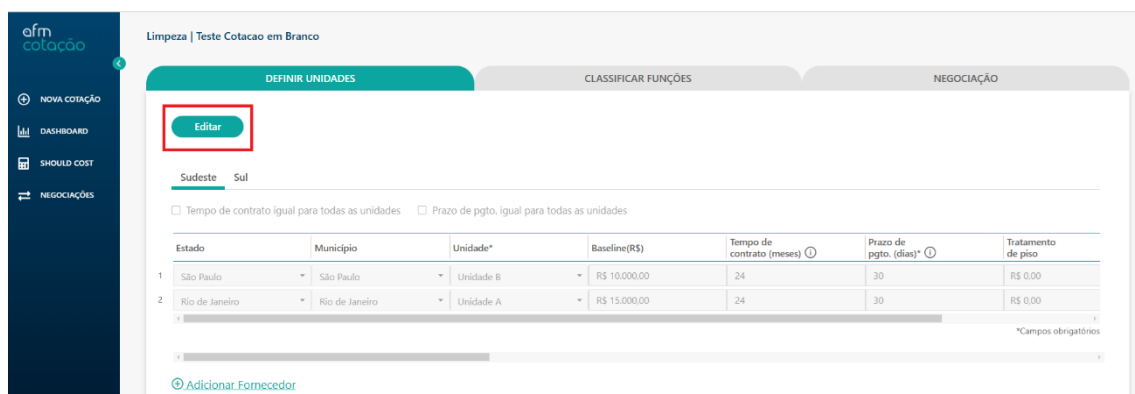 afm
cotação
NOVA COTAÇÃO
DASHBOARD
SHOULD COST
NEGOCIAÇÕES
Limpeza | Teste Cotacao em Branco
DEFINIR UNIDADES CLASSIFICAR FUNÇÕES NEGOCIAÇÃO
Editar
Sudeste Sul
Tempo de contrato igual para todas as unidades Prazo de pgto. igual para todas as unidades
Estado Município Unidade* Baseline(R$) Tempo de contrato (meses) Prazo de pgto. (dias)* Tratamento de piso
1 São Paulo São Paulo Unidade B R$ 10.000,00 24 30 R$ 0,00
2 Rio de Janeiro Rio de Janeiro Unidade A R$ 15.000,00 24 30 R$ 0,00
*Campos obrigatórios
Adicionar Fornecedor